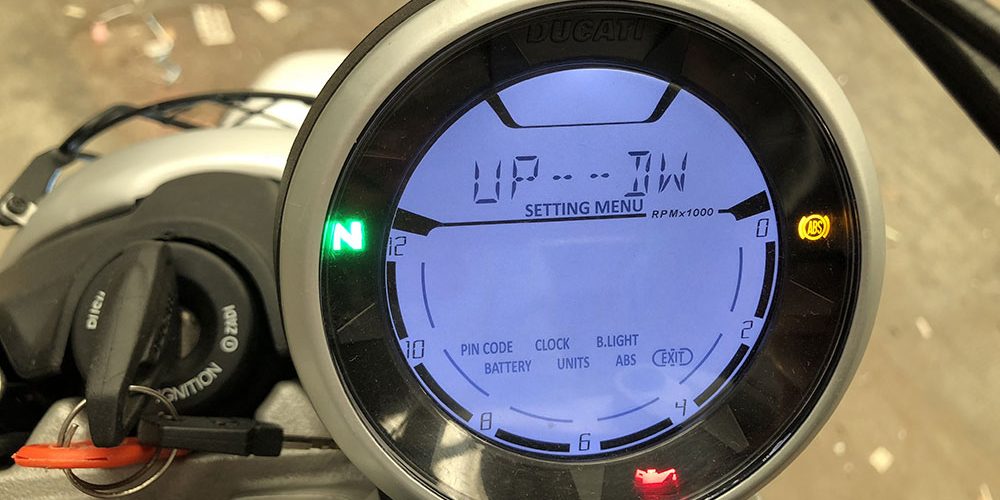 DUCATI
UP---DW
SETTING MENU
RPMx1000
N
ABS
12
0
10
2
8
4
6
PIN CODE CLOCK B.LIGHT
BATTERY UNITS ABS EXIT
ZADI
IGNITION